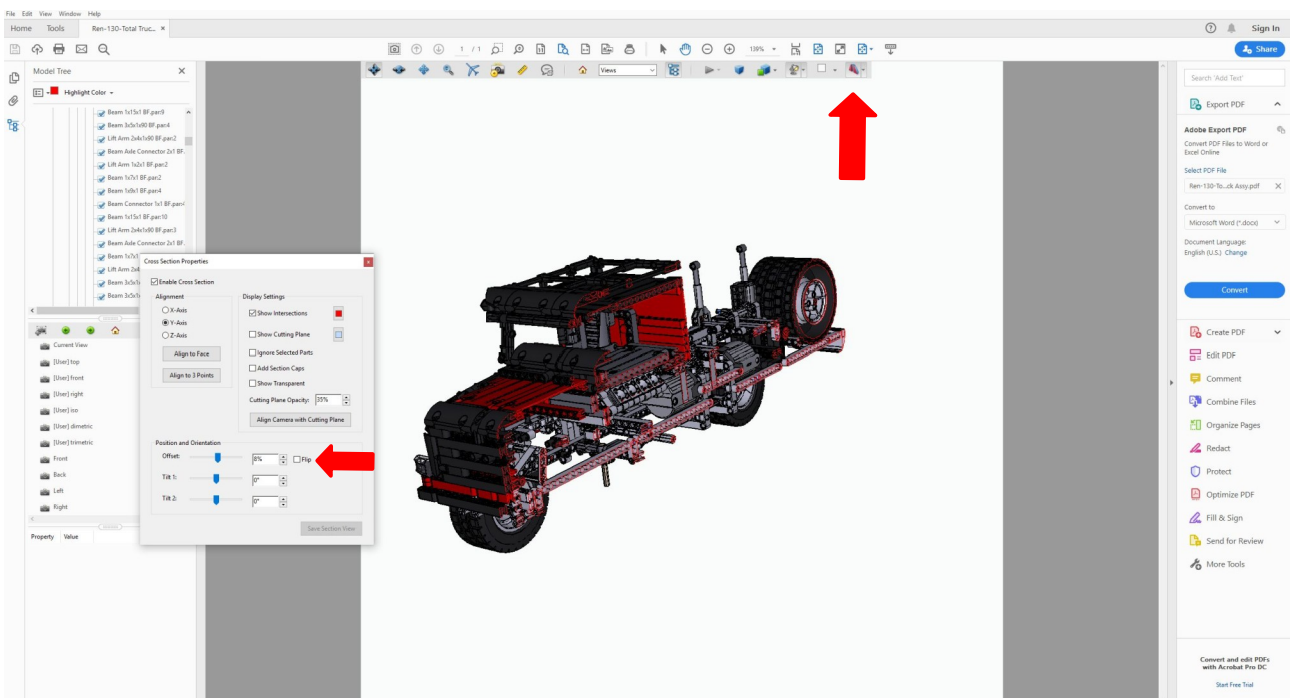 File Edit View Window Help
Home Tools Ren-130-Total Truc... ×
Sign In
1 / 1 139%
Share
Model Tree ×
Highlight Color
Beam 1x15x1 BF.par:9
Beam 3x5x1x90 BF.par:4
Lift Arm 2x4x1x90 BF.par:2
Beam Axle Connector 2x1 BF.
Lift Arm 1x2x1 BF.par:2
Beam 1x7x1 BF.par:2
Beam 1x9x1 BF.par:4
Beam Connector 1x1 BF.par:4
Beam 1x15x1 BF.par:10
Lift Arm 2x4x1x90 BF.par:3
Beam Axle Connector 2x1 BF.
Beam 1x7x1
Lift Arm 2x4
Beam 3x5x1x
Beam 3x5x1x
Current View
[User] top
[User] front
[User] right
[User] iso
[User] dimetric
[User] trimetric
Front
Back
Left
Right
Property Value
Views
Cross Section Properties
Enable Cross Section
Alignment
X-Axis
Y-Axis
Z-Axis
Align to Face
Align to 3 Points
Display Settings
Show Intersections
Show Cutting Plane
Ignore Selected Parts
Add Section Caps
Show Transparent
Cutting Plane Opacity: 35%
Align Camera with Cutting Plane
Position and Orientation
Offset: 8% Flip
Tilt 1: 0°
Tilt 2: 0°
Save Section View
Search 'Add Text'
Export PDF
Adobe Export PDF
Convert PDF Files to Word or
Excel Online
Select PDF File
Ren-130-To...ck Assy.pdf ×
Convert to
Microsoft Word (*.docx)
Document Language:
English (U.S.) Change
Convert
Create PDF
Edit PDF
Comment
Combine Files
Organize Pages
Redact
Protect
Optimize PDF
Fill & Sign
Send for Review
More Tools
Convert and edit PDFs
with Acrobat Pro DC
Start Free Trial